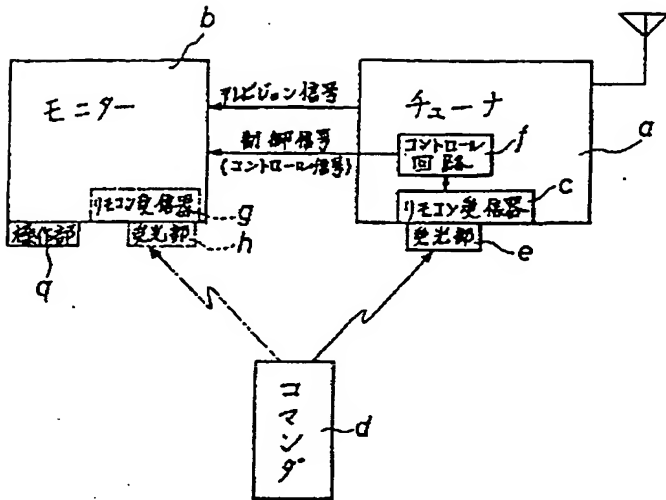 b
モニター
テレビジョン信号
チューナ
a
制御信号
(コントロール信号)
コントロール
回路
f
c
リモコン受信器
g
リモコン受信器
操作部
受光部
h
受光部
e
q
コマンダ
d